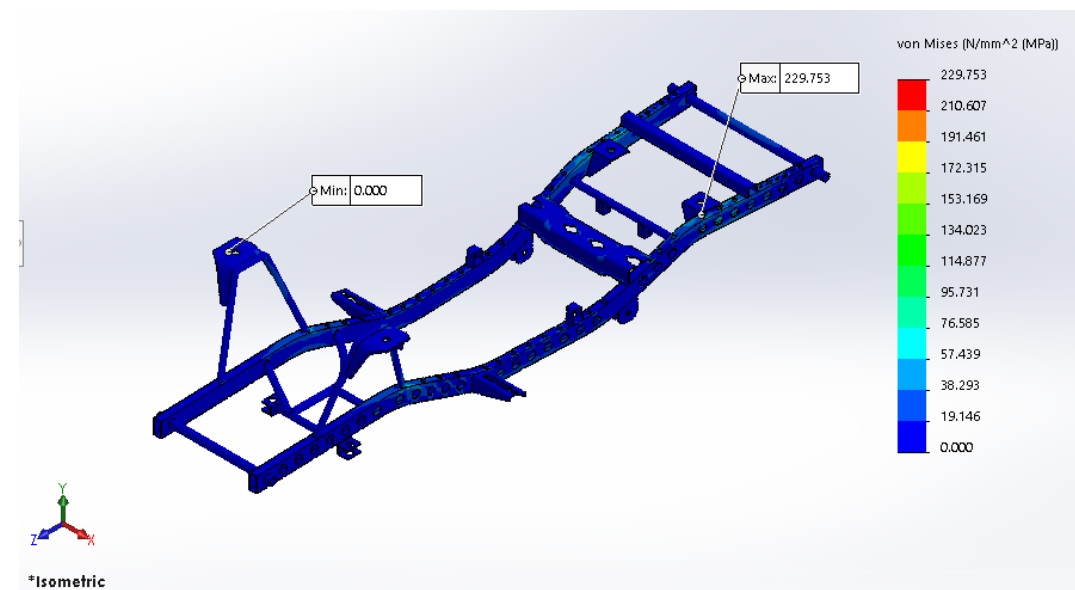 von Mises (N/mm^2 (MPa))
229.753
210.607
191.461
172.315
153.169
134.023
114.877
95.731
76.585
57.439
38.293
19.146
0.000
Max: 229.753
Min: 0.000
Y
Z
X
*Isometric